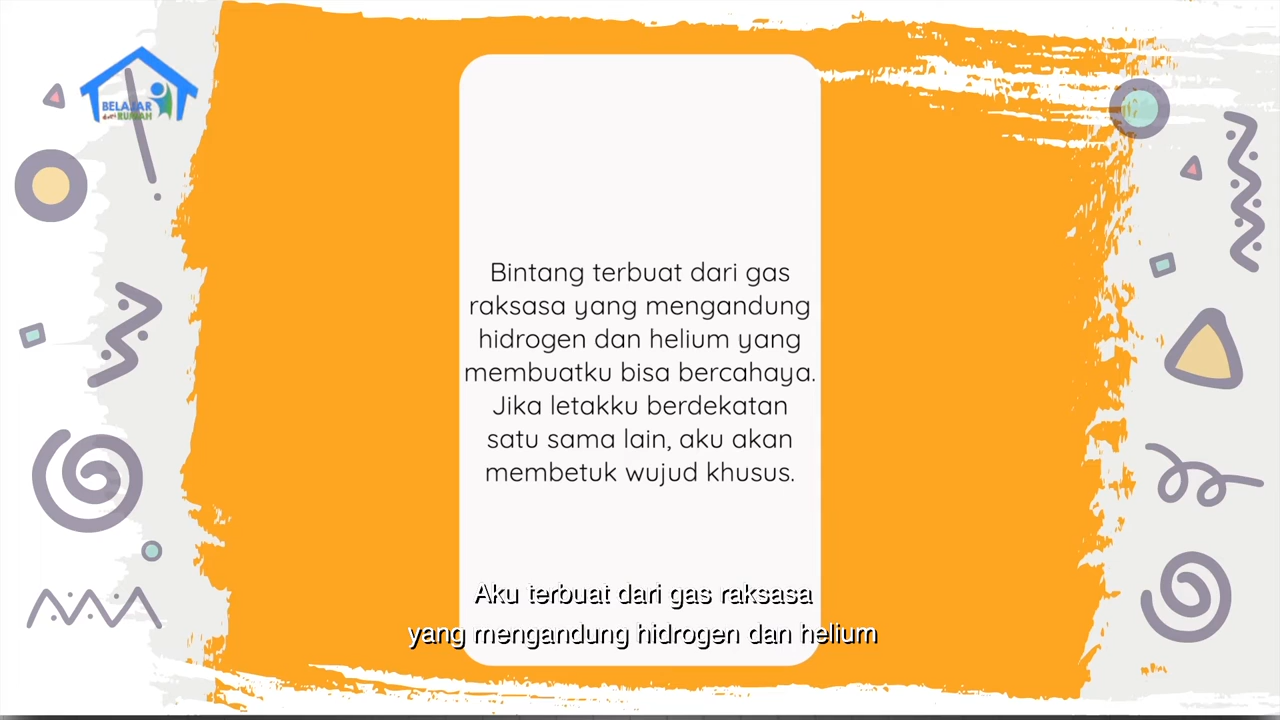 BELAJAR
dari RUMAH
Bintang terbuat dari gas
raksasa yang mengandung
hidrogen dan helium yang
membuatku bisa bercahaya.
Jika letakku berdekatan
satu sama lain, aku akan
membetuk wujud khusus.
Aku terbuat dari gas raksasa
yang mengandung hidrogen dan helium